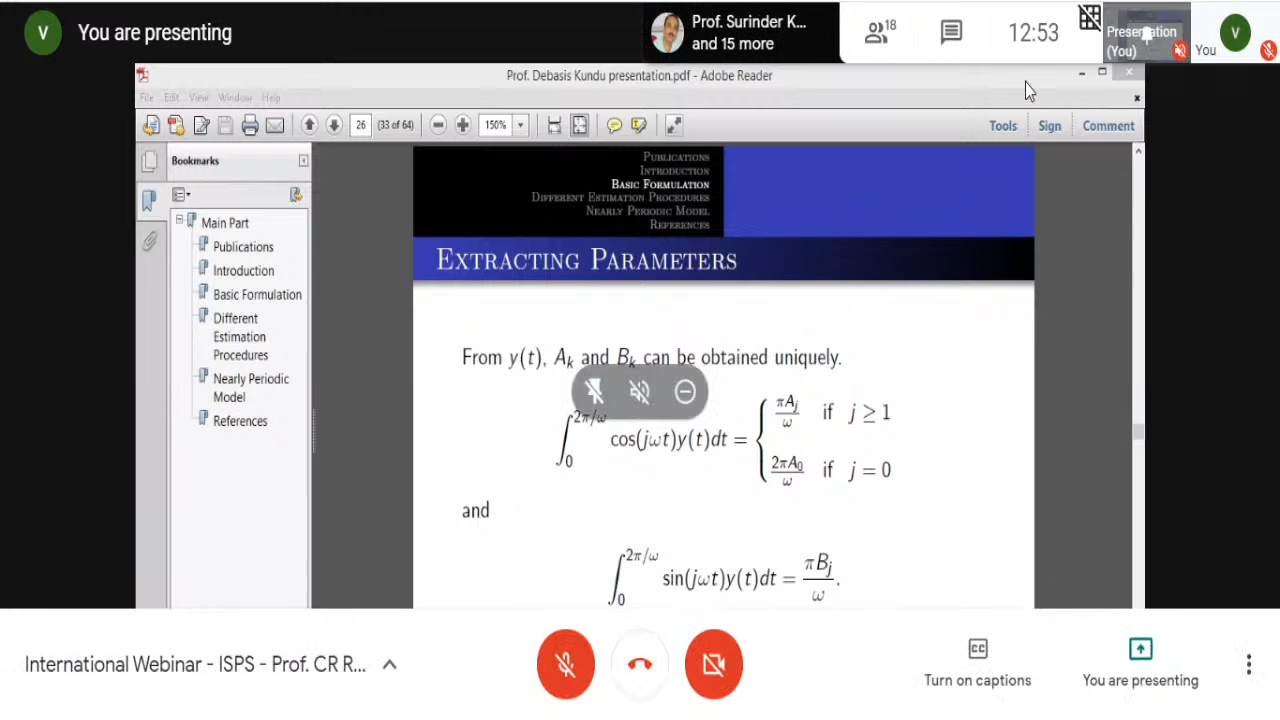 V
You are presenting
Prof. Surinder K...
and 15 more
18
12:53
Presentation
(You)
You
V
Prof. Debasis Kundu presentation.pdf - Adobe Reader
File Edit View Window Help
26 (33 of 64) 150% Tools Sign Comment
Bookmarks
Main Part
Publications
Introduction
Basic Formulation
Different
Estimation
Procedures
Nearly Periodic
Model
References
PUBLICATIONS
INTRODUCTION
BASIC FORMULATION
DIFFERENT ESTIMATION PROCEDURES
NEARLY PERIODIC MODEL
REFERENCES
EXTRACTING PARAMETERS
From y(t), A_k and B_k can be obtained uniquely.
∫_0^{2π/ω} cos(jωt)y(t)dt = { πA_j/ω if j ≥ 1
2πA_0/ω if j = 0
and
∫_0^{2π/ω} sin(jωt)y(t)dt = πB_j/ω.
International Webinar - ISPS - Prof. CR R...
CC
Turn on captions
You are presenting